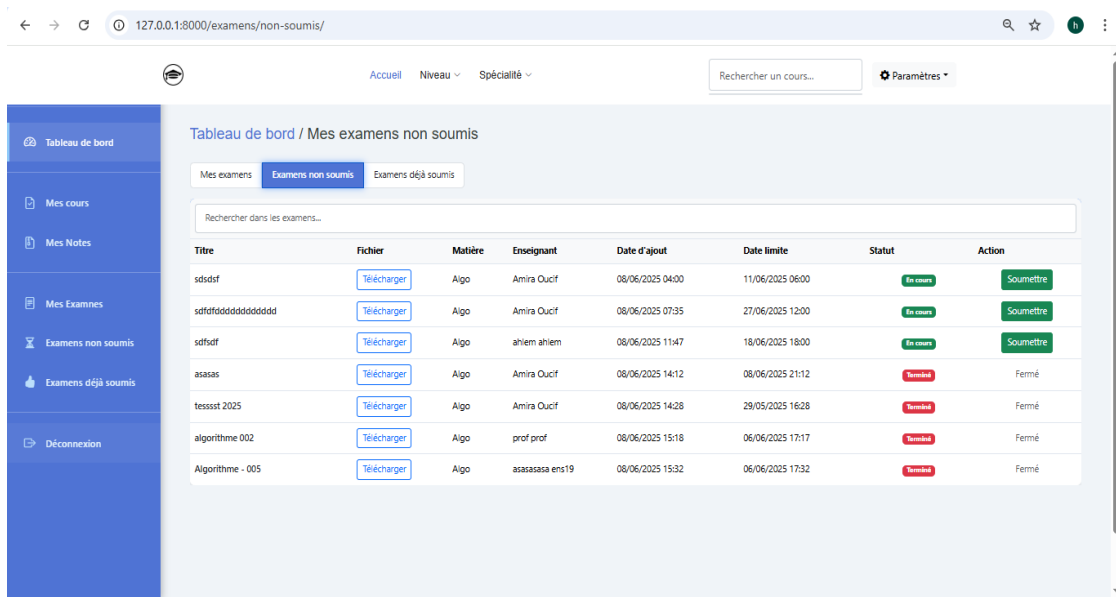 127.0.0.1:8000/examens/non-soumis/
h
Accueil Niveau Spécialité Rechercher un cours... Paramètres
Tableau de bord
Mes cours
Mes Notes
Mes Examnes
Examens non soumis
Examens déjà soumis
Déconnexion
Tableau de bord / Mes examens non soumis
Mes examens Examens non soumis Examens déjà soumis
Rechercher dans les examens...
Titre Fichier Matière Enseignant Date d'ajout Date limite Statut Action
sdsdsf Télécharger Algo Amira Oucif 08/06/2025 04:00 11/06/2025 06:00 En cours Soumettre
sdfdfdddddddddddd Télécharger Algo Amira Oucif 08/06/2025 07:35 27/06/2025 12:00 En cours Soumettre
sdfsdf Télécharger Algo ahlem ahlem 08/06/2025 11:47 18/06/2025 18:00 En cours Soumettre
asasas Télécharger Algo Amira Oucif 08/06/2025 14:12 08/06/2025 21:12 Terminé Fermé
tesssst 2025 Télécharger Algo Amira Oucif 08/06/2025 14:28 29/05/2025 16:28 Terminé Fermé
algorithme 002 Télécharger Algo prof prof 08/06/2025 15:18 06/06/2025 17:17 Terminé Fermé
Algorithme - 005 Télécharger Algo asasasasa ens19 08/06/2025 15:32 06/06/2025 17:32 Terminé Fermé